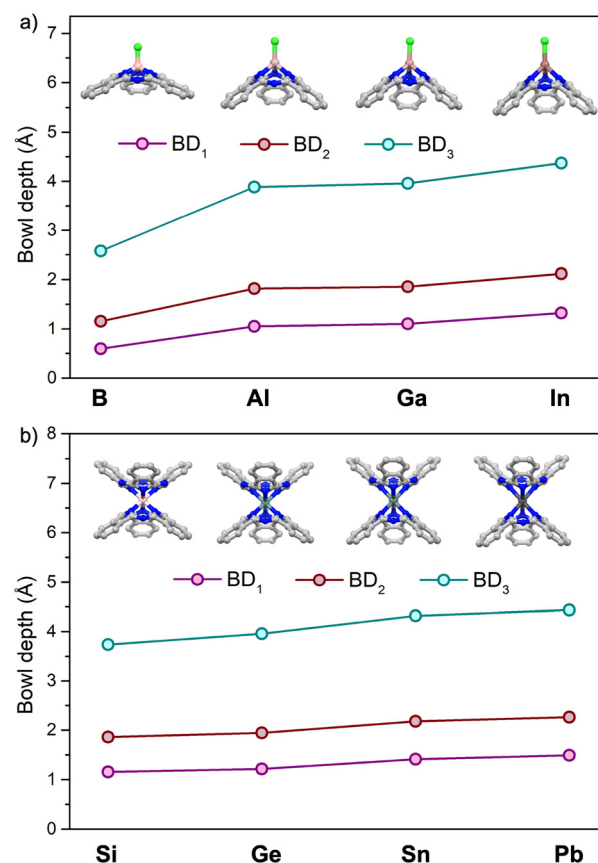 a)
7
6
5
4
3
2
1
0
Bowl depth (Å)
BD₁ BD₂ BD₃
B Al Ga In
b)
8
7
6
5
4
3
2
1
0
Bowl depth (Å)
BD₁ BD₂ BD₃
Si Ge Sn Pb